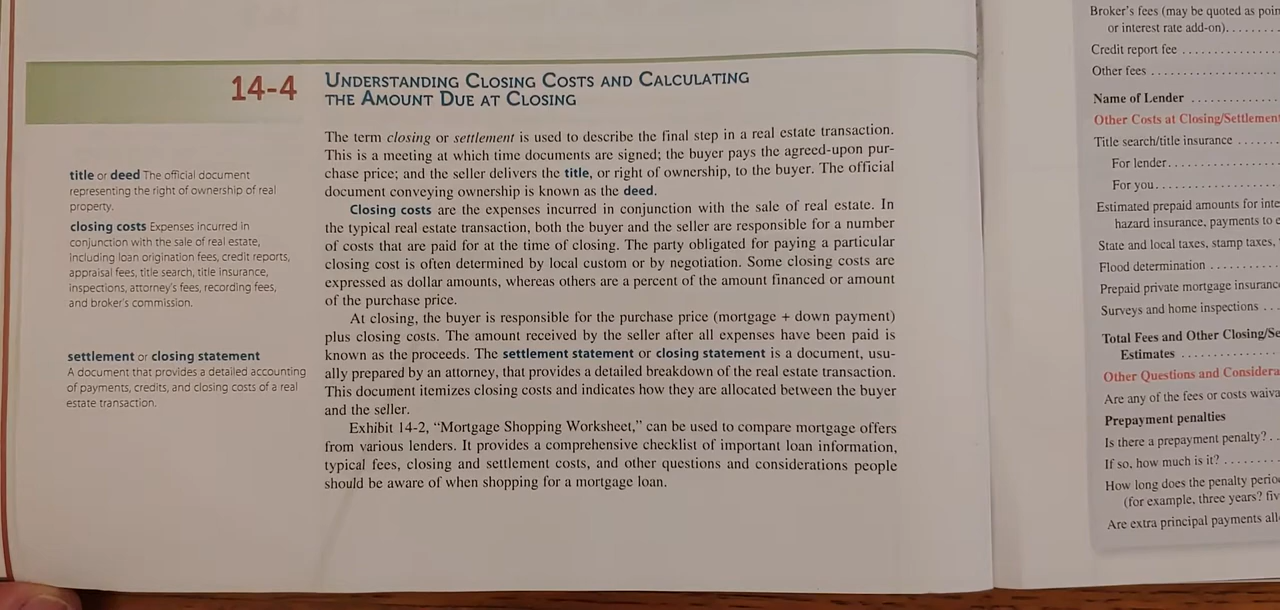 14-4
UNDERSTANDING CLOSING COSTS AND CALCULATING
THE AMOUNT DUE AT CLOSING
The term closing or settlement is used to describe the final step in a real estate transaction.
This is a meeting at which time documents are signed; the buyer pays the agreed-upon pur-
chase price; and the seller delivers the title, or right of ownership, to the buyer. The official
document conveying ownership is known as the deed.
Closing costs are the expenses incurred in conjunction with the sale of real estate. In
the typical real estate transaction, both the buyer and the seller are responsible for a number
of costs that are paid for at the time of closing. The party obligated for paying a particular
closing cost is often determined by local custom or by negotiation. Some closing costs are
expressed as dollar amounts, whereas others are a percent of the amount financed or amount
of the purchase price.
At closing, the buyer is responsible for the purchase price (mortgage + down payment)
plus closing costs. The amount received by the seller after all expenses have been paid is
known as the proceeds. The settlement statement or closing statement is a document, usu-
ally prepared by an attorney, that provides a detailed breakdown of the real estate transaction.
This document itemizes closing costs and indicates how they are allocated between the buyer
and the seller.
Exhibit 14-2, “Mortgage Shopping Worksheet,” can be used to compare mortgage offers
from various lenders. It provides a comprehensive checklist of important loan information,
typical fees, closing and settlement costs, and other questions and considerations people
should be aware of when shopping for a mortgage loan.
title or deed The official document
representing the right of ownership of real
property.
closing costs Expenses incurred in
conjunction with the sale of real estate,
including loan origination fees, credit reports,
appraisal fees, title search, title insurance,
inspections, attorney's fees, recording fees,
and broker's commission.
settlement or closing statement
A document that provides a detailed accounting
of payments, credits, and closing costs of a real
estate transaction.
Broker's fees (may be quoted as poin
or interest rate add-on)........
Credit report fee ..............
Other fees ..................
Name of Lender .............
Other Costs at Closing/Settlement
Title search/title insurance ......
For lender................
For you..................
Estimated prepaid amounts for inte
hazard insurance, payments to e
State and local taxes, stamp taxes,
Flood determination ..........
Prepaid private mortgage insurance
Surveys and home inspections ...
Total Fees and Other Closing/Se
Estimates ..............
Other Questions and Considera
Are any of the fees or costs waiva
Prepayment penalties
Is there a prepayment penalty? ..
If so, how much is it? ........
How long does the penalty perio
(for example, three years? fiv
Are extra principal payments all